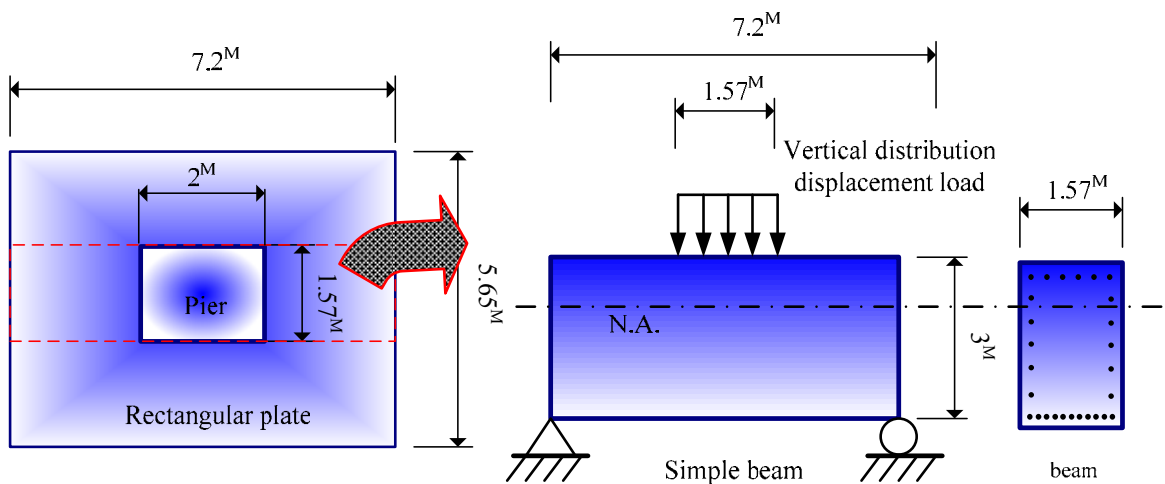 7.2M
2M
Pier
1.57M
5.65M
Rectangular plate
7.2M
1.57M
Vertical distribution
displacement load
N.A.
3M
Simple beam
1.57M
beam